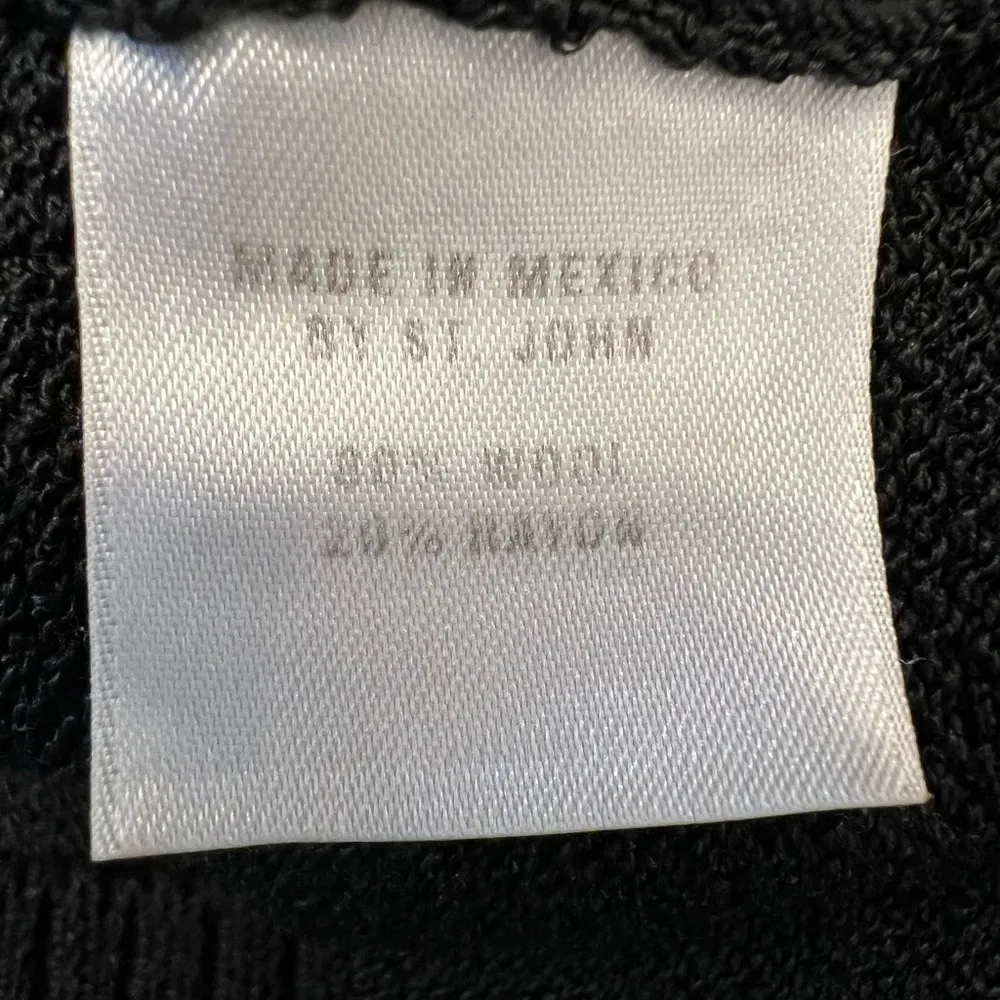 MADE IN MEXICO
BY ST. JOHN
80% WOOL
20% RAYON